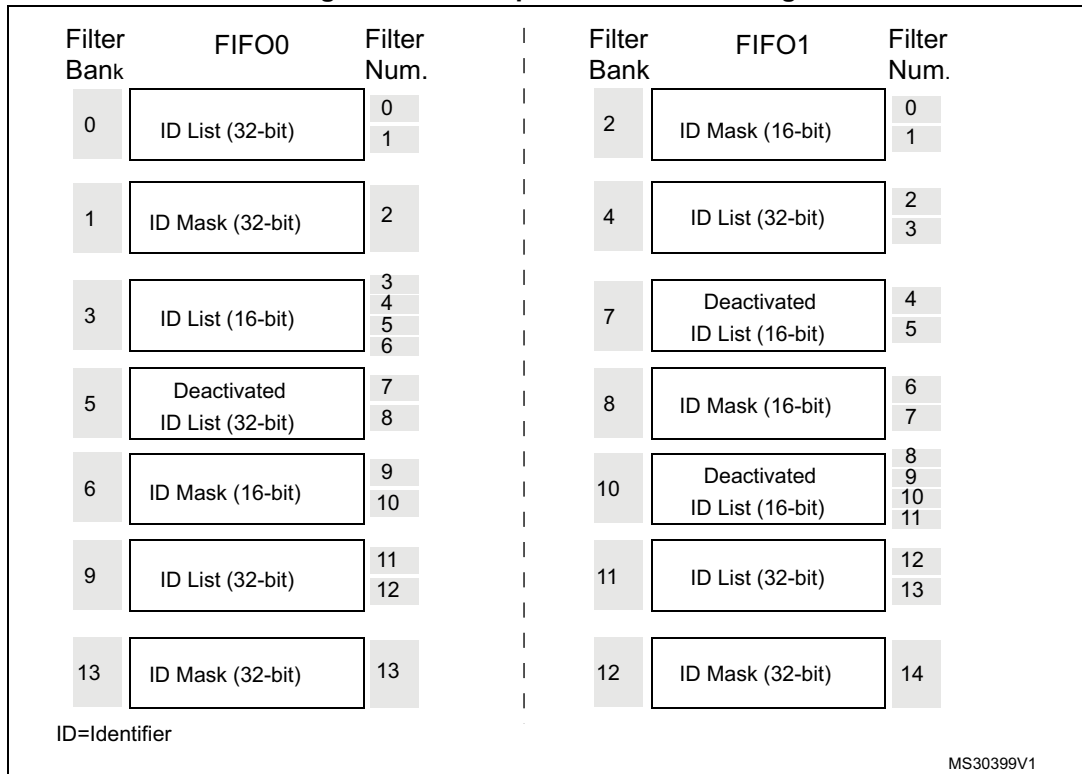 Filter Bank FIFO0 Filter Num.
0 ID List (32-bit) 0 1
1 ID Mask (32-bit) 2
3 ID List (16-bit) 3 4 5 6
5 Deactivated ID List (32-bit) 7 8
6 ID Mask (16-bit) 9 10
9 ID List (32-bit) 11 12
13 ID Mask (32-bit) 13
Filter Bank FIFO1 Filter Num.
2 ID Mask (16-bit) 0 1
4 ID List (32-bit) 2 3
7 Deactivated ID List (16-bit) 4 5
8 ID Mask (16-bit) 6 7
10 Deactivated ID List (16-bit) 8 9 10 11
11 ID List (32-bit) 12 13
12 ID Mask (32-bit) 14
ID=Identifier
MS30399V1